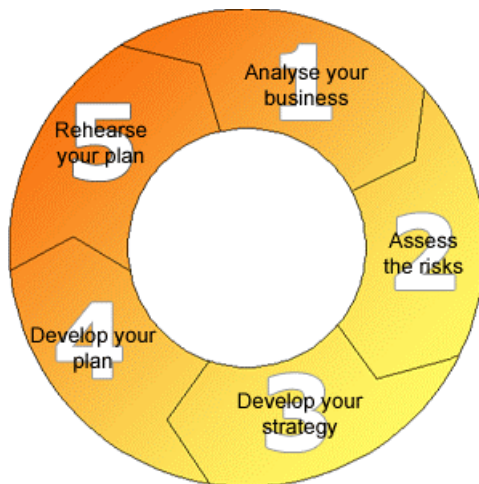 1
Analyse your
business
2
Assess
the risks
3
Develop your
strategy
4
Develop your
plan
5
Rehearse
your plan